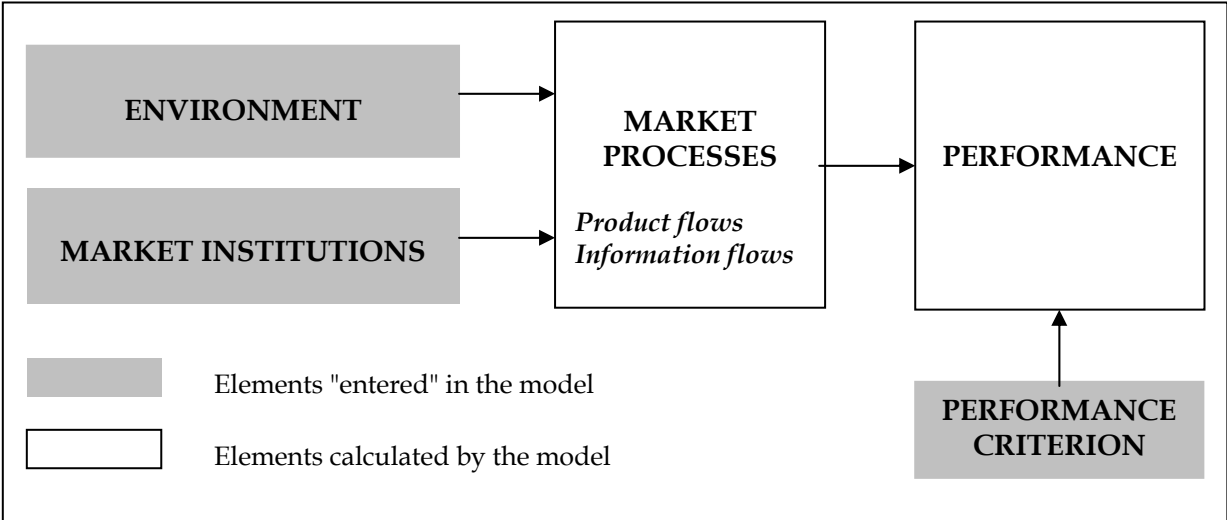 ENVIRONMENT
MARKET INSTITUTIONS
MARKET
PROCESSES
Product flows
Information flows
PERFORMANCE
PERFORMANCE
CRITERION
Elements "entered" in the model
Elements calculated by the model